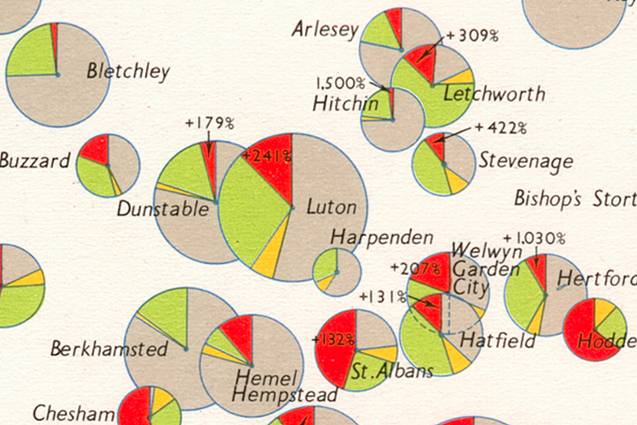 Arlesey
+309%
Bletchley
1,500%
Hitchin
Letchworth
+179%
+422%
Buzzard
+241%
Stevenage
Dunstable
Luton
Bishop's Stort
Harpenden
+1,030%
Welwyn
Garden
City
+207%
Hertford
+131%
Berkhamsted
+132%
Hatfield
Hodde
St.Albans
Hemel
Hempstead
Chesham